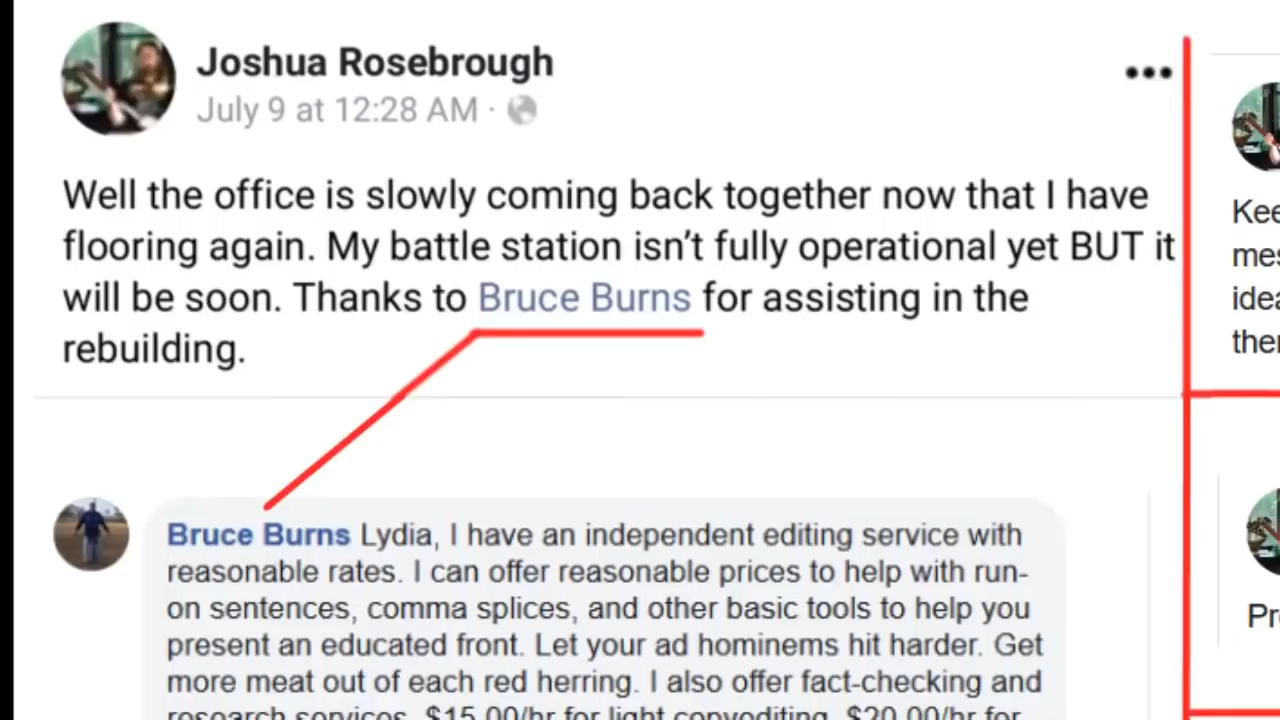 Joshua Rosebrough
July 9 at 12:28 AM ·
Well the office is slowly coming back together now that I have
flooring again. My battle station isn't fully operational yet BUT it
will be soon. Thanks to Bruce Burns for assisting in the
rebuilding.
Bruce Burns Lydia, I have an independent editing service with
reasonable rates. I can offer reasonable prices to help with run-
on sentences, comma splices, and other basic tools to help you
present an educated front. Let your ad hominems hit harder. Get
more meat out of each red herring. I also offer fact-checking and
research services. $15.00/hr for light copyediting, $20.00/hr for